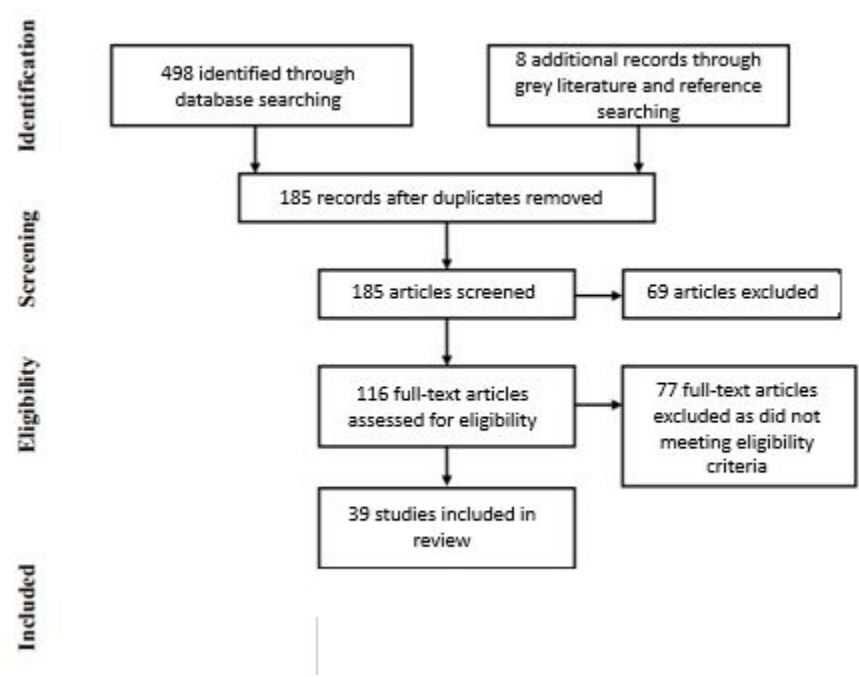 Identification
498 identified through
database searching
8 additional records through
grey literature and reference
searching
185 records after duplicates removed
Screening
185 articles screened
69 articles excluded
Eligibility
116 full-text articles
assessed for eligibility
77 full-text articles
excluded as did not
meeting eligibility
criteria
39 studies included in
review
Included